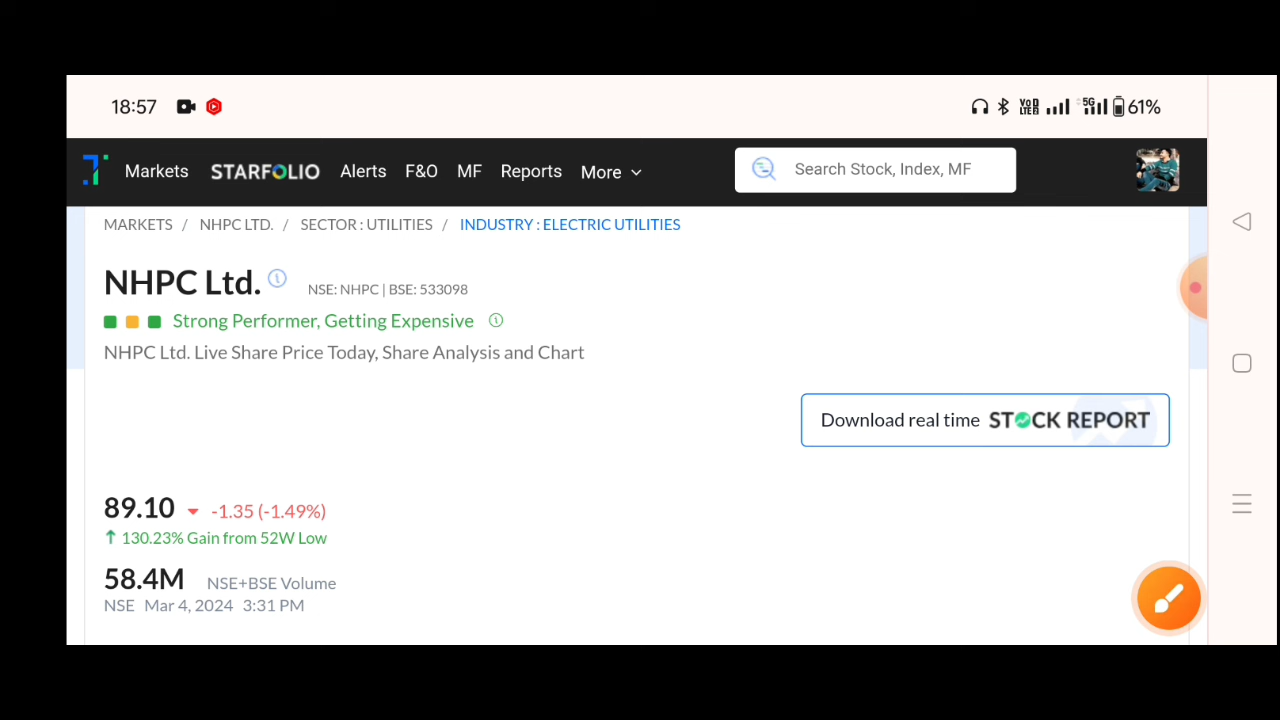 18:57 VoD LTER 5G 61%
Markets STARFOLIO Alerts F&O MF Reports More Search Stock, Index, MF
MARKETS / NHPC LTD. / SECTOR : UTILITIES / INDUSTRY : ELECTRIC UTILITIES
NHPC Ltd. NSE: NHPC | BSE: 533098
Strong Performer, Getting Expensive
NHPC Ltd. Live Share Price Today, Share Analysis and Chart
Download real time STOCK REPORT
89.10 -1.35 (-1.49%)
130.23% Gain from 52W Low
58.4M NSE+BSE Volume
NSE Mar 4, 2024 3:31 PM